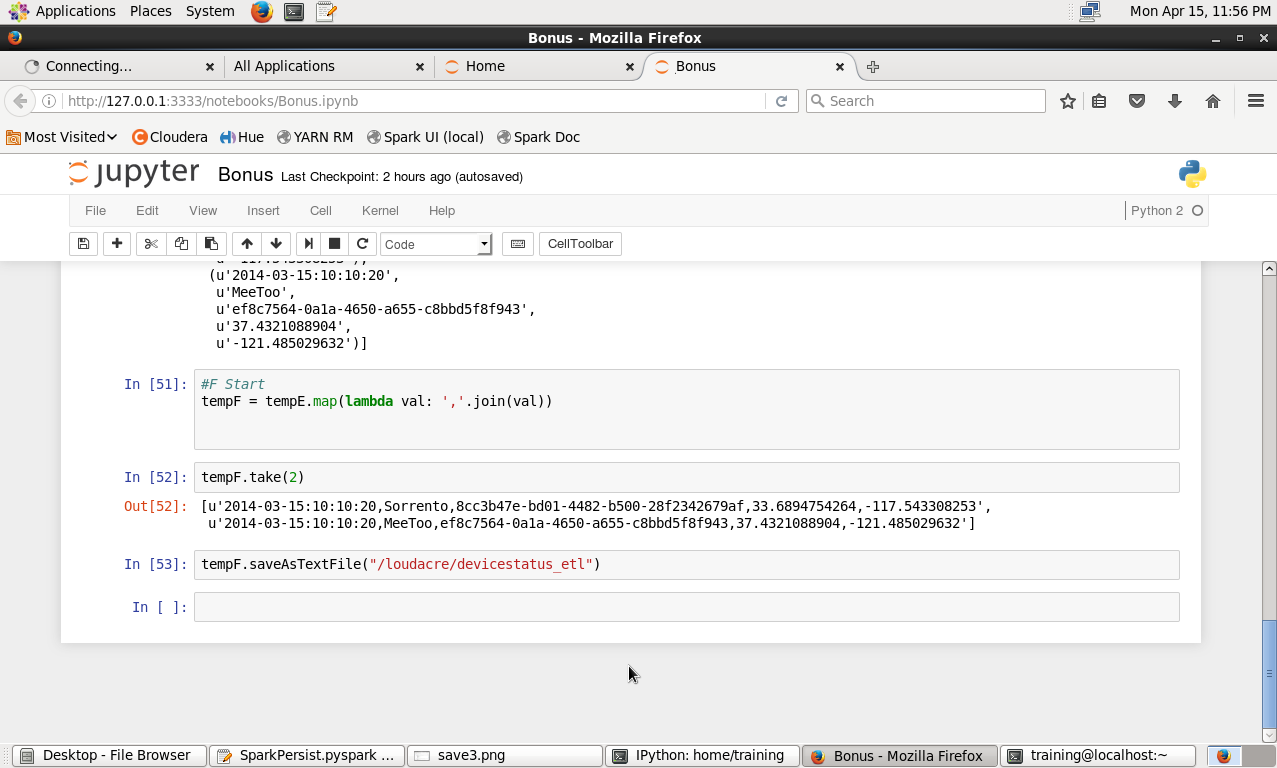 Applications Places System Mon Apr 15, 11:56 PM
Bonus - Mozilla Firefox
Connecting... All Applications Home Bonus
http://127.0.0.1:3333/notebooks/Bonus.ipynb Search
Most Visited Cloudera Hue YARN RM Spark UI (local) Spark Doc
jupyter Bonus Last Checkpoint: 2 hours ago (autosaved)
File Edit View Insert Cell Kernel Help Python 2
Code CellToolbar
(u'2014-03-15:10:10:20',
u'MeeToo',
u'ef8c7564-0a1a-4650-a655-c8bbd5f8f943',
u'37.4321088904',
u'-121.485029632')]
In [51]: #F Start
tempF = tempE.map(lambda val: ','.join(val))
In [52]: tempF.take(2)
Out[52]: [u'2014-03-15:10:10:20,Sorrento,8cc3b47e-bd01-4482-b500-28f2342679af,33.6894754264,-117.543308253',
u'2014-03-15:10:10:20,MeeToo,ef8c7564-0a1a-4650-a655-c8bbd5f8f943,37.4321088904,-121.485029632']
In [53]: tempF.saveAsTextFile("/loudacre/devicestatus_etl")
In [ ]:
Desktop - File Browser SparkPersist.pyspark ... save3.png IPython: home/training Bonus - Mozilla Firefox training@localhost:~